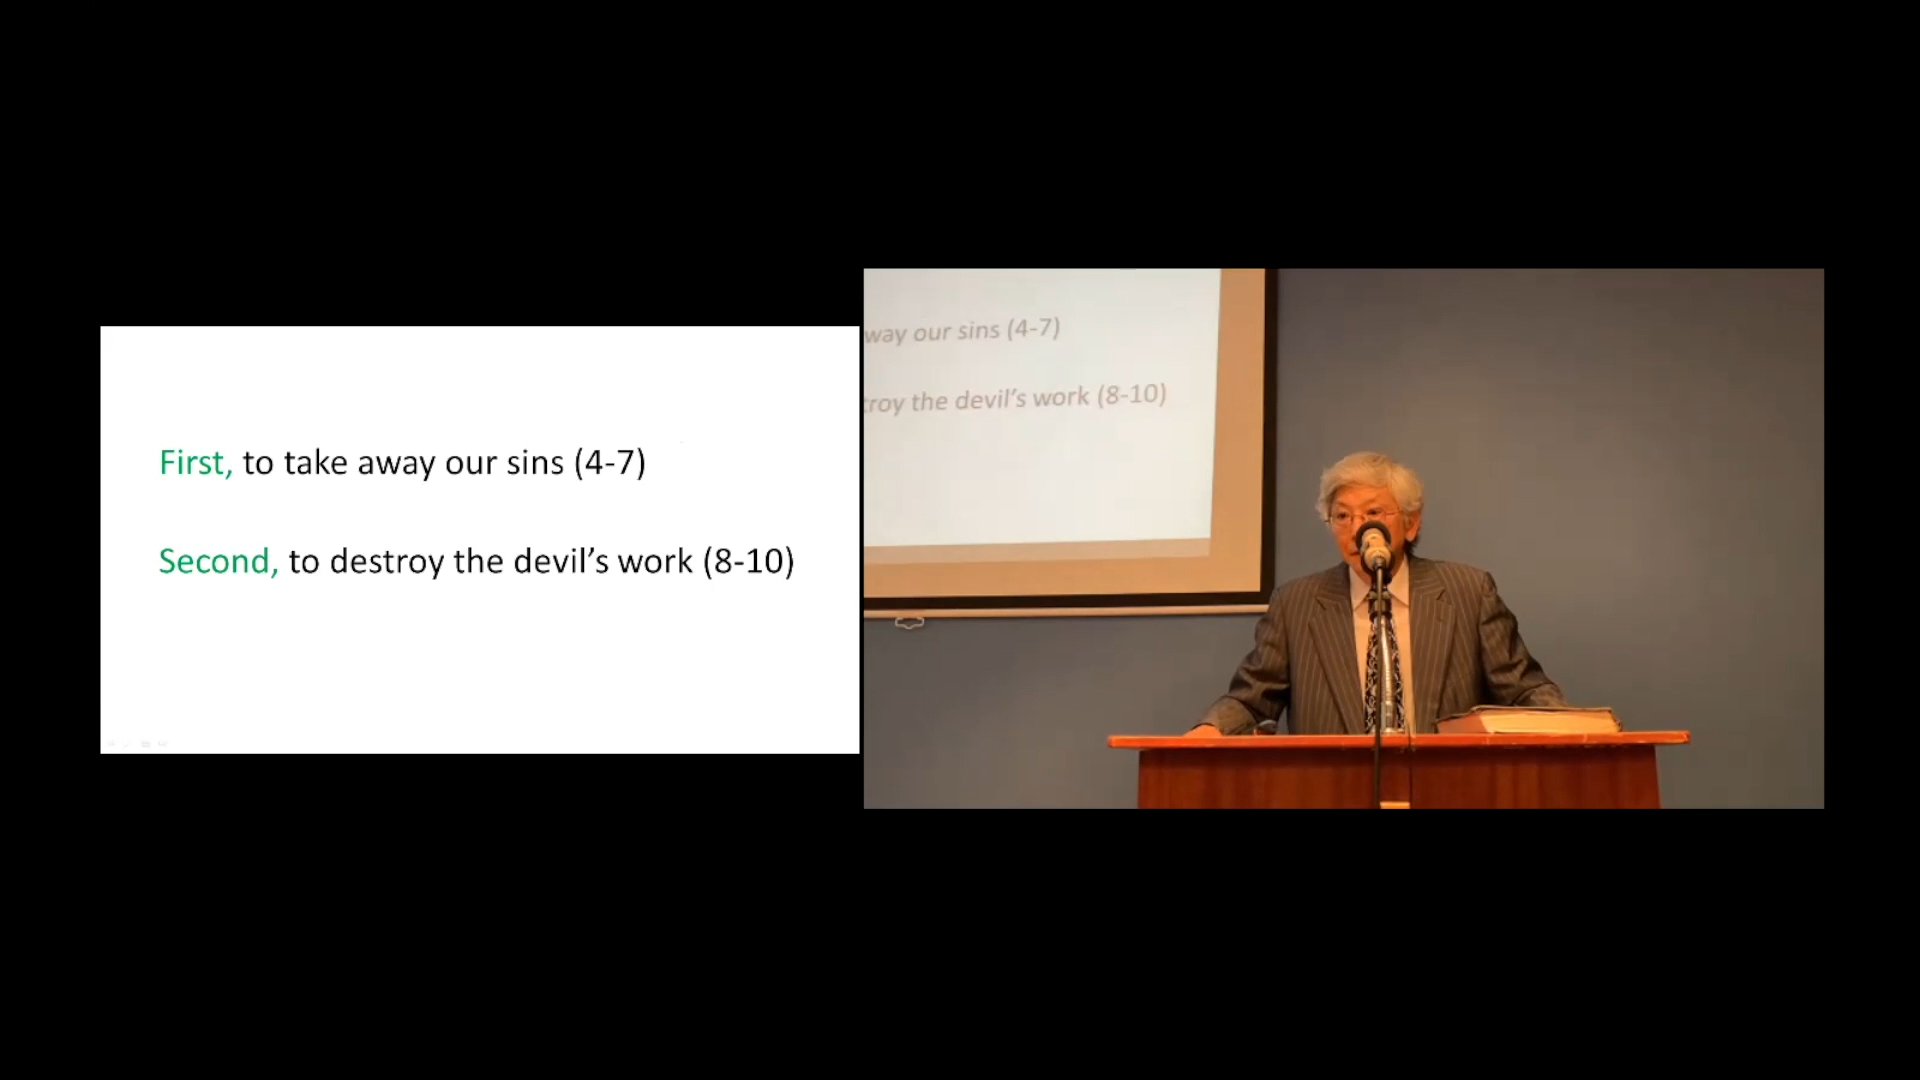 First, to take away our sins (4-7)
Second, to destroy the devil’s work (8-10)
way our sins (4-7)
troy the devil’s work (8-10)